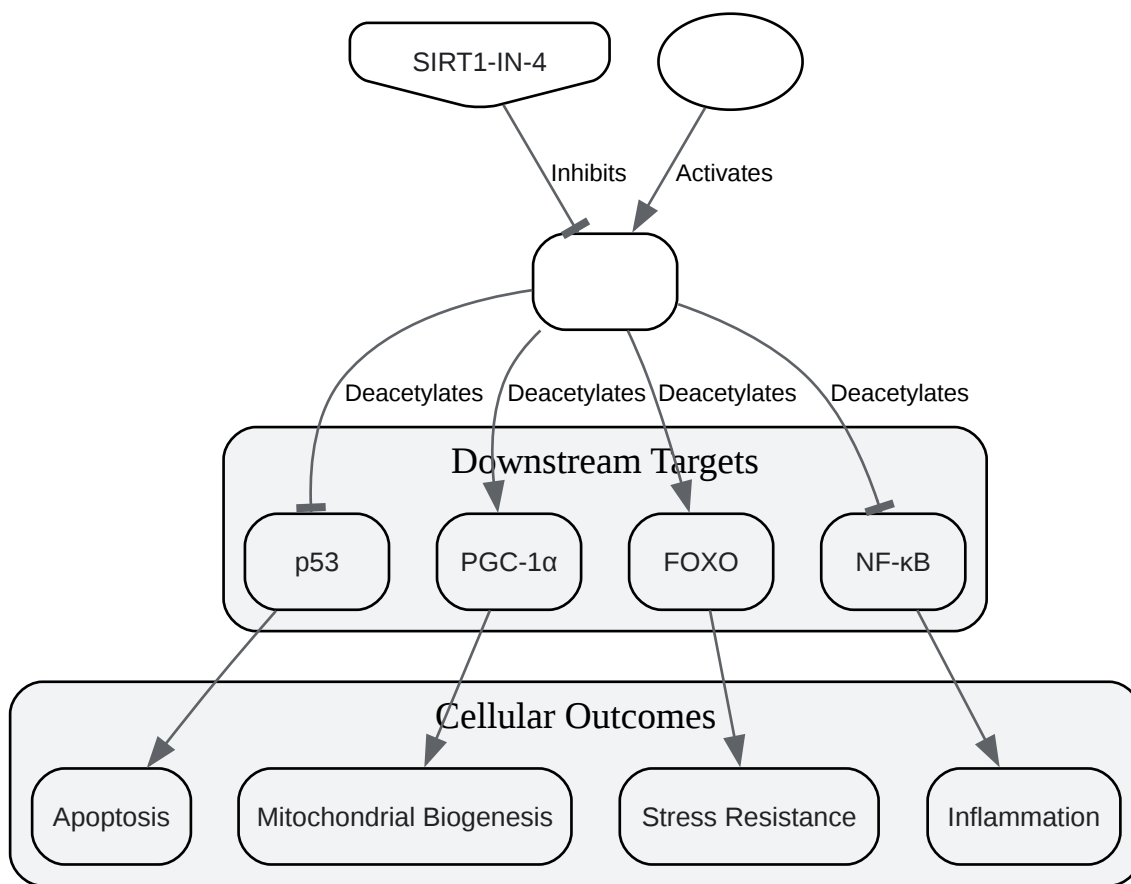 SIRT1-IN-4
Inhibits
Activates
Deacetylates
Deacetylates
Deacetylates
Deacetylates
Downstream Targets
p53
PGC-1α
FOXO
NF-κB
Cellular Outcomes
Apoptosis
Mitochondrial Biogenesis
Stress Resistance
Inflammation